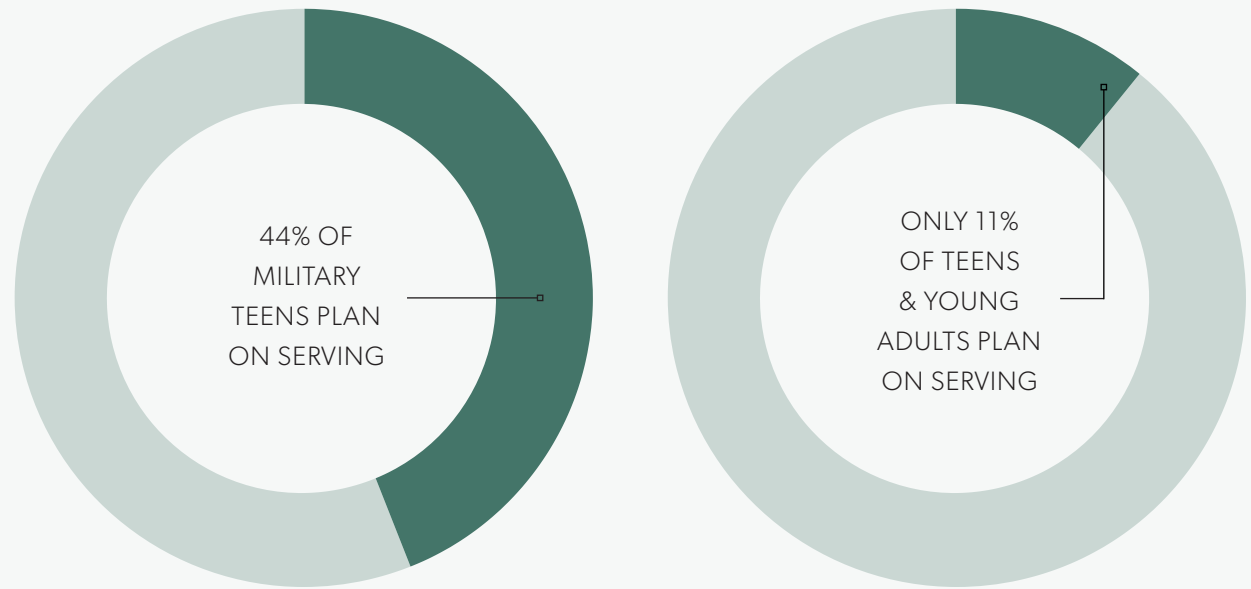 44% OF
MILITARY
TEENS PLAN
ON SERVING
ONLY 11%
OF TEENS
& YOUNG
ADULTS PLAN
ON SERVING